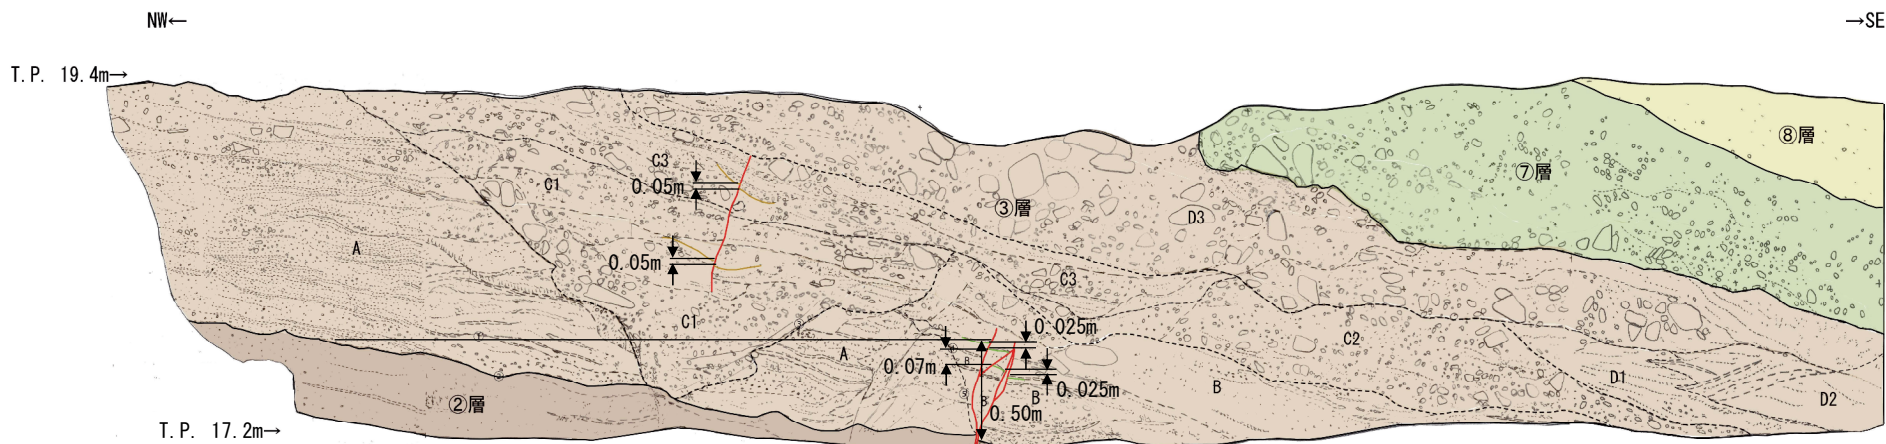 NW←
→SE
T.P. 19.4m→
⑧層
C3
⑦層
C1
0.05m
③層
D3
A
0.05m
C3
C1
0.025m
C2
A
B
0.07m
D1
B
0.025m
B
B
D2
②層
0.50m
T.P. 17.2m→